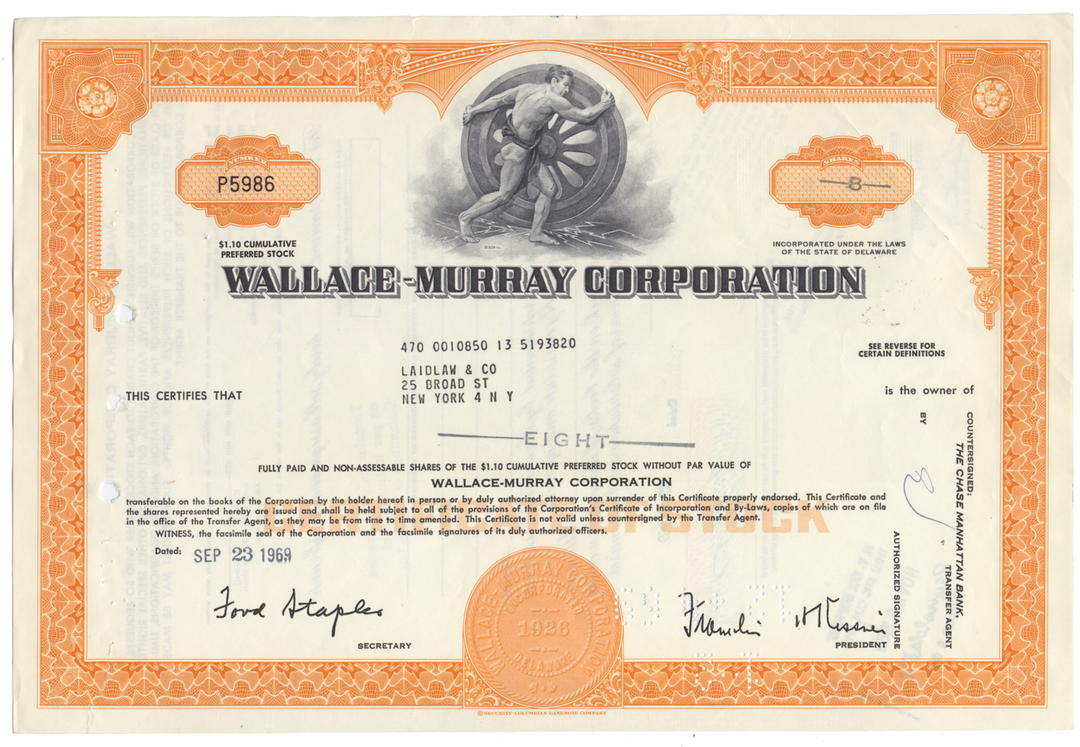 NUMBER
P5986
SHARES
8
$1.10 CUMULATIVE
PREFERRED STOCK
INCORPORATED UNDER THE LAWS
OF THE STATE OF DELAWARE
WALLACE-MURRAY CORPORATION
470 0010850 13 5193820
SEE REVERSE FOR
CERTAIN DEFINITIONS
LAIDLAW & CO
25 BROAD ST
NEW YORK 4 N Y
THIS CERTIFIES THAT
is the owner of
EIGHT
FULLY PAID AND NON-ASSESSABLE SHARES OF THE $1.10 CUMULATIVE PREFERRED STOCK WITHOUT PAR VALUE OF
WALLACE-MURRAY CORPORATION
transferable on the books of the Corporation by the holder hereof in person or by duly authorized attorney upon surrender of this Certificate properly endorsed. This Certificate and
the shares represented hereby are issued and shall be held subject to all of the provisions of the Corporation's Certificate of Incorporation and By-Laws, copies of which are on file
in the office of the Transfer Agent, as they may be from time to time amended. This Certificate is not valid unless countersigned by the Transfer Agent.
WITNESS, the facsimile seal of the Corporation and the facsimile signatures of its duly authorized officers.
STOCK
Dated: SEP 23 1969
Ford Staples
SECRETARY
WALLACE-MURRAY CORPORATION
INCORPORATED
1926
DELAWARE
Franklin
PRESIDENT
COUNTERSIGNED:
THE CHASE MANHATTAN BANK,
TRANSFER AGENT
BY
AUTHORIZED SIGNATURE
© SECURITY-COLUMBIAN BANKNOTE COMPANY